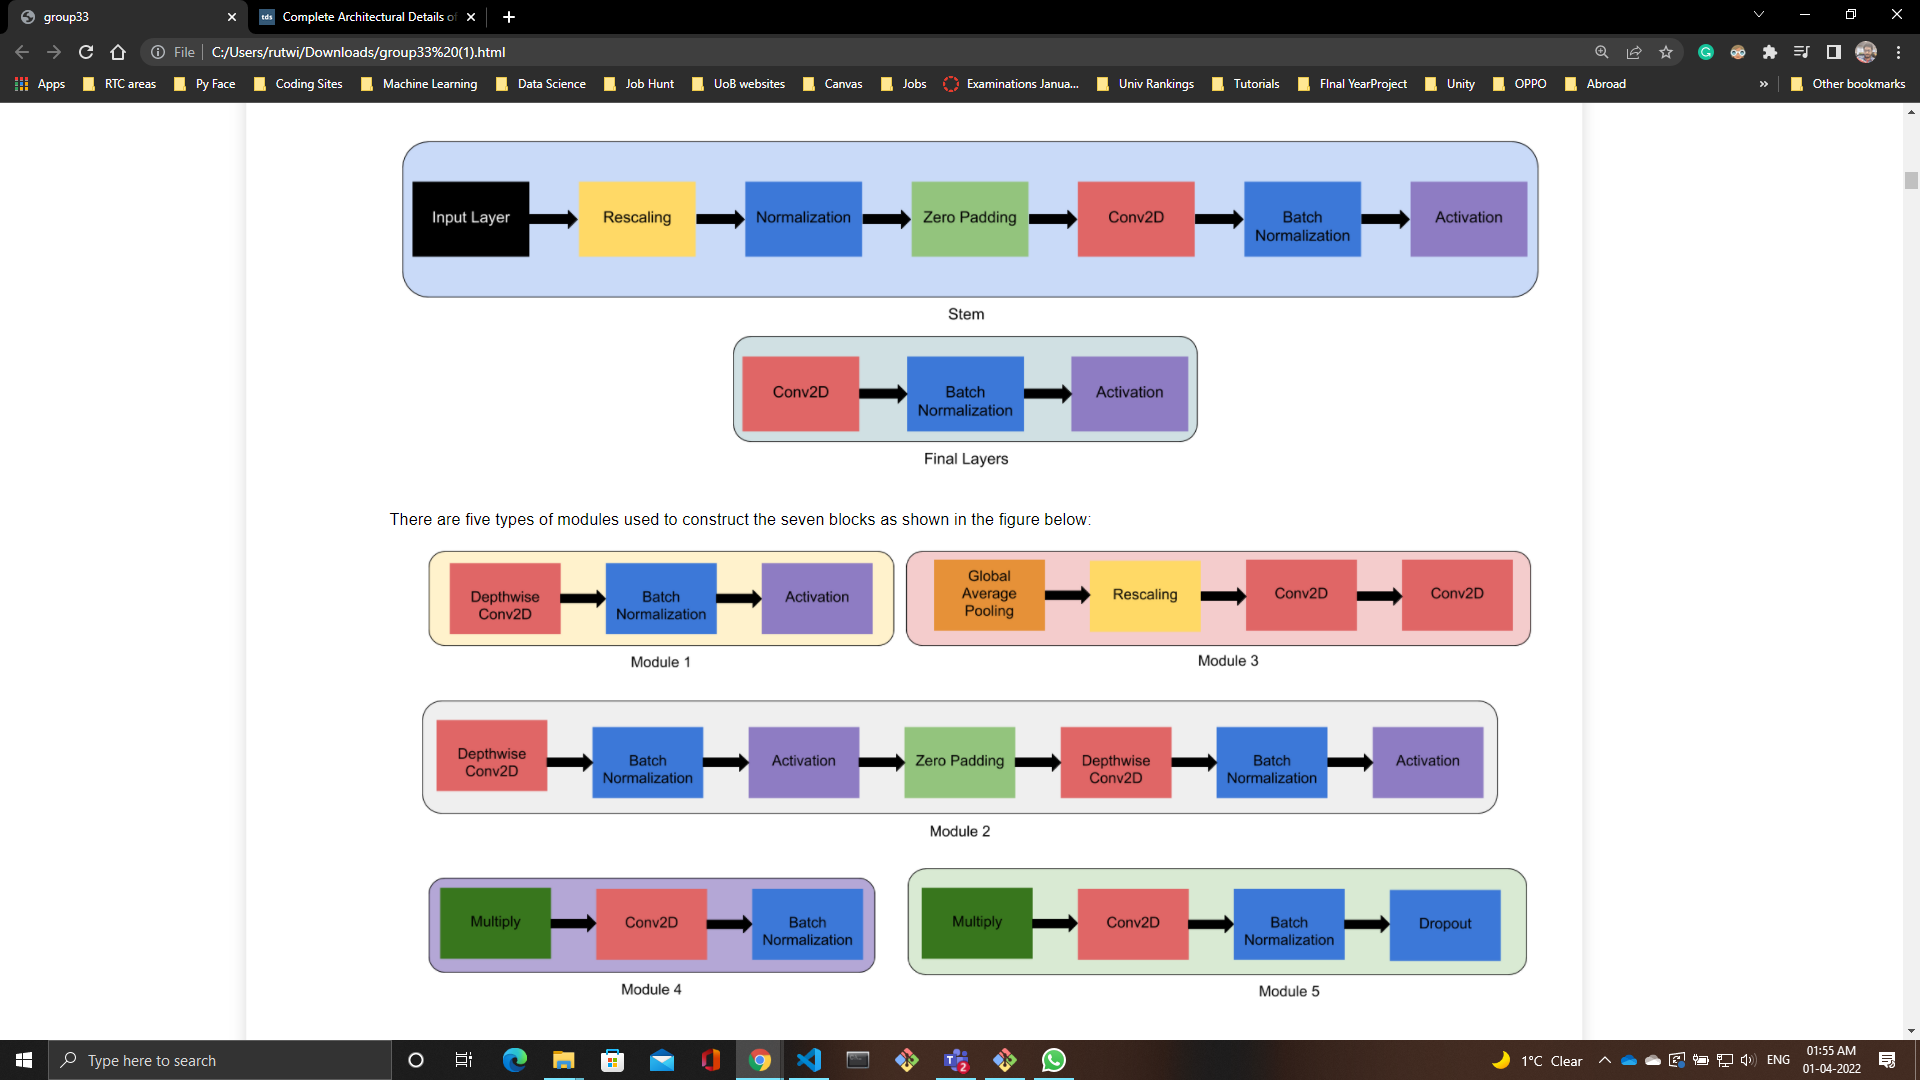 group33
tds Complete Architectural Details of
File C:/Users/rutwi/Downloads/group33%20(1).html
Apps RTC areas Py Face Coding Sites Machine Learning Data Science Job Hunt UoB websites Canvas Jobs Examinations Janua... Univ Rankings Tutorials FInal YearProject Unity OPPO Abroad » Other bookmarks
Input Layer
Rescaling
Normalization
Zero Padding
Conv2D
Batch
Normalization
Activation
Stem
Conv2D
Batch
Normalization
Activation
Final Layers
There are five types of modules used to construct the seven blocks as shown in the figure below:
Depthwise
Conv2D
Batch
Normalization
Activation
Module 1
Global
Average
Pooling
Rescaling
Conv2D
Conv2D
Module 3
Depthwise
Conv2D
Batch
Normalization
Activation
Zero Padding
Depthwise
Conv2D
Batch
Normalization
Activation
Module 2
Multiply
Conv2D
Batch
Normalization
Module 4
Multiply
Conv2D
Batch
Normalization
Dropout
Module 5
Type here to search
2
1°C Clear
ENG
01:55 AM
01-04-2022